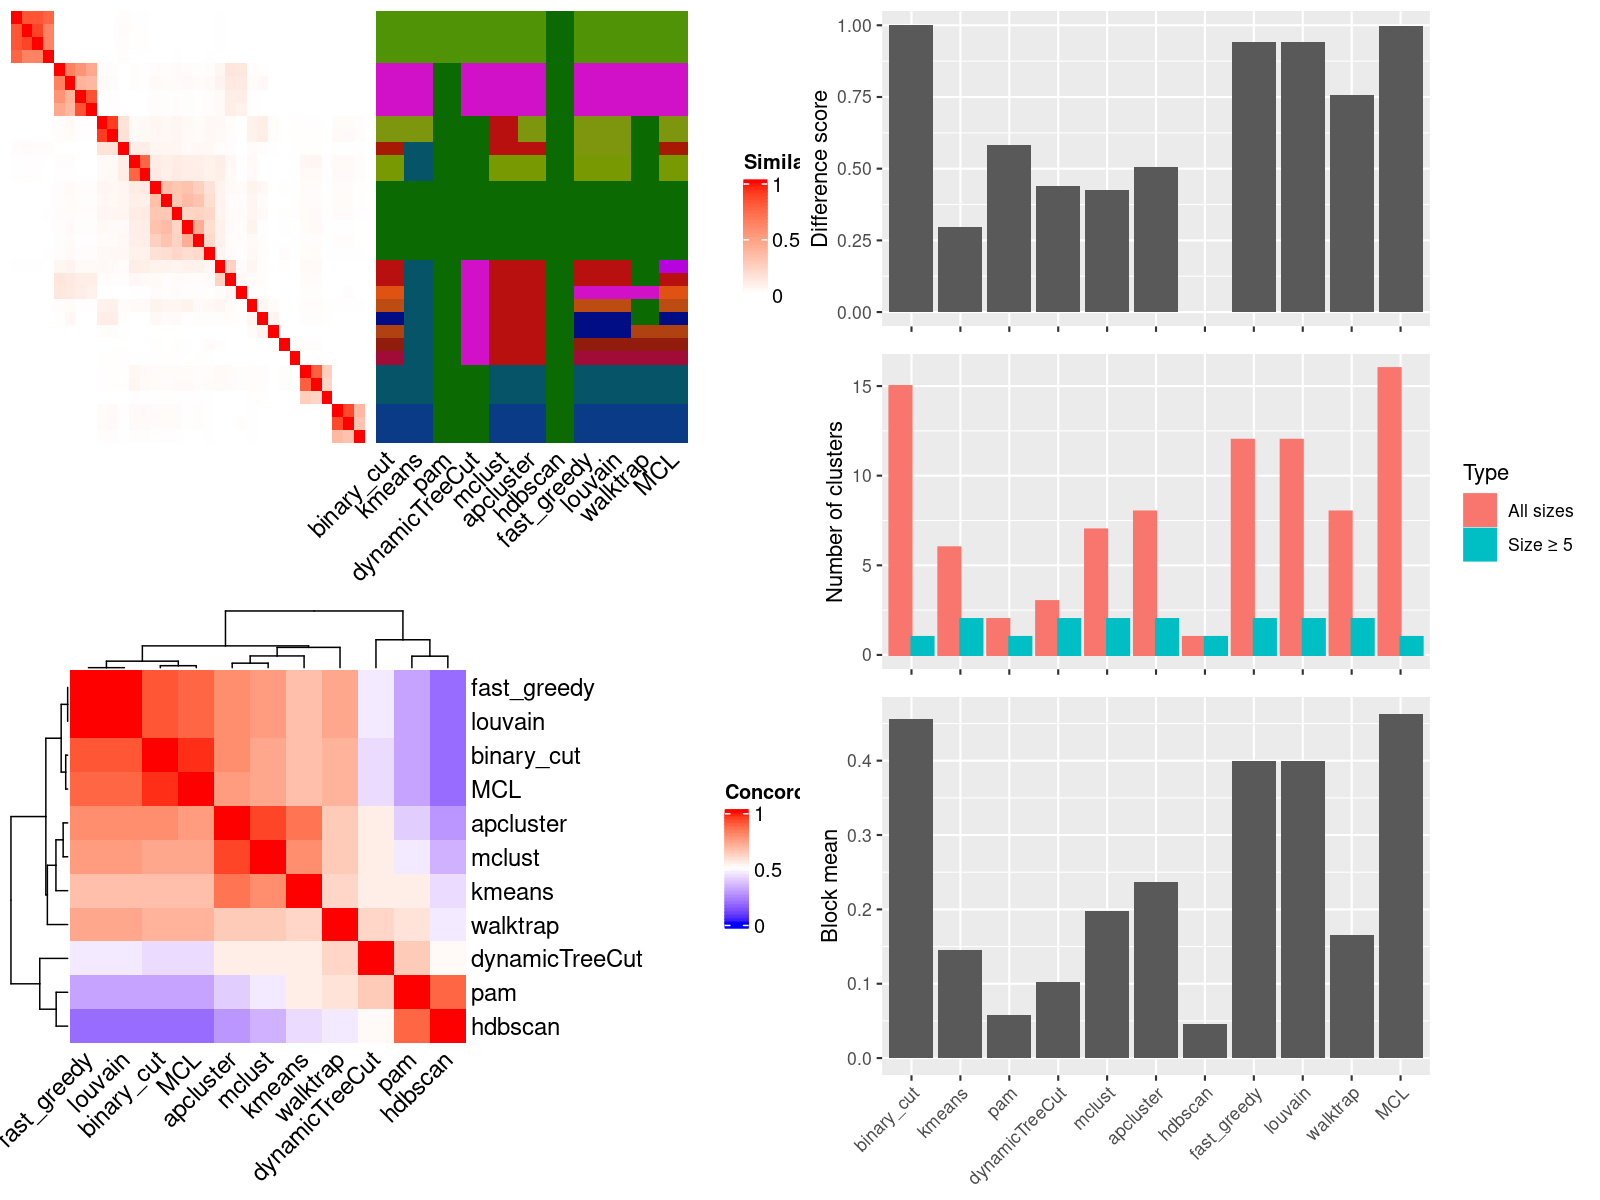 Simila
1
0.5
0
binary_cut
kmeans
pam
dynamicTreeCut
mclust
apcluster
hdbscan
fast_greedy
louvain
walktrap
MCL
fast_greedy
louvain
binary_cut
MCL
apcluster
mclust
kmeans
walktrap
dynamicTreeCut
pam
hdbscan
Concord
1
0.5
0
fast_greedy
louvain
binary_cut
MCL
apcluster
mclust
kmeans
walktrap
dynamicTreeCut
pam
hdbscan
Difference score
1.00
0.75
0.50
0.25
0.00
Number of clusters
15
10
5
0
Type
All sizes
Size ≥ 5
Block mean
0.4
0.3
0.2
0.1
0.0
binary_cut
kmeans
pam
dynamicTreeCut
mclust
apcluster
hdbscan
fast_greedy
louvain
walktrap
MCL